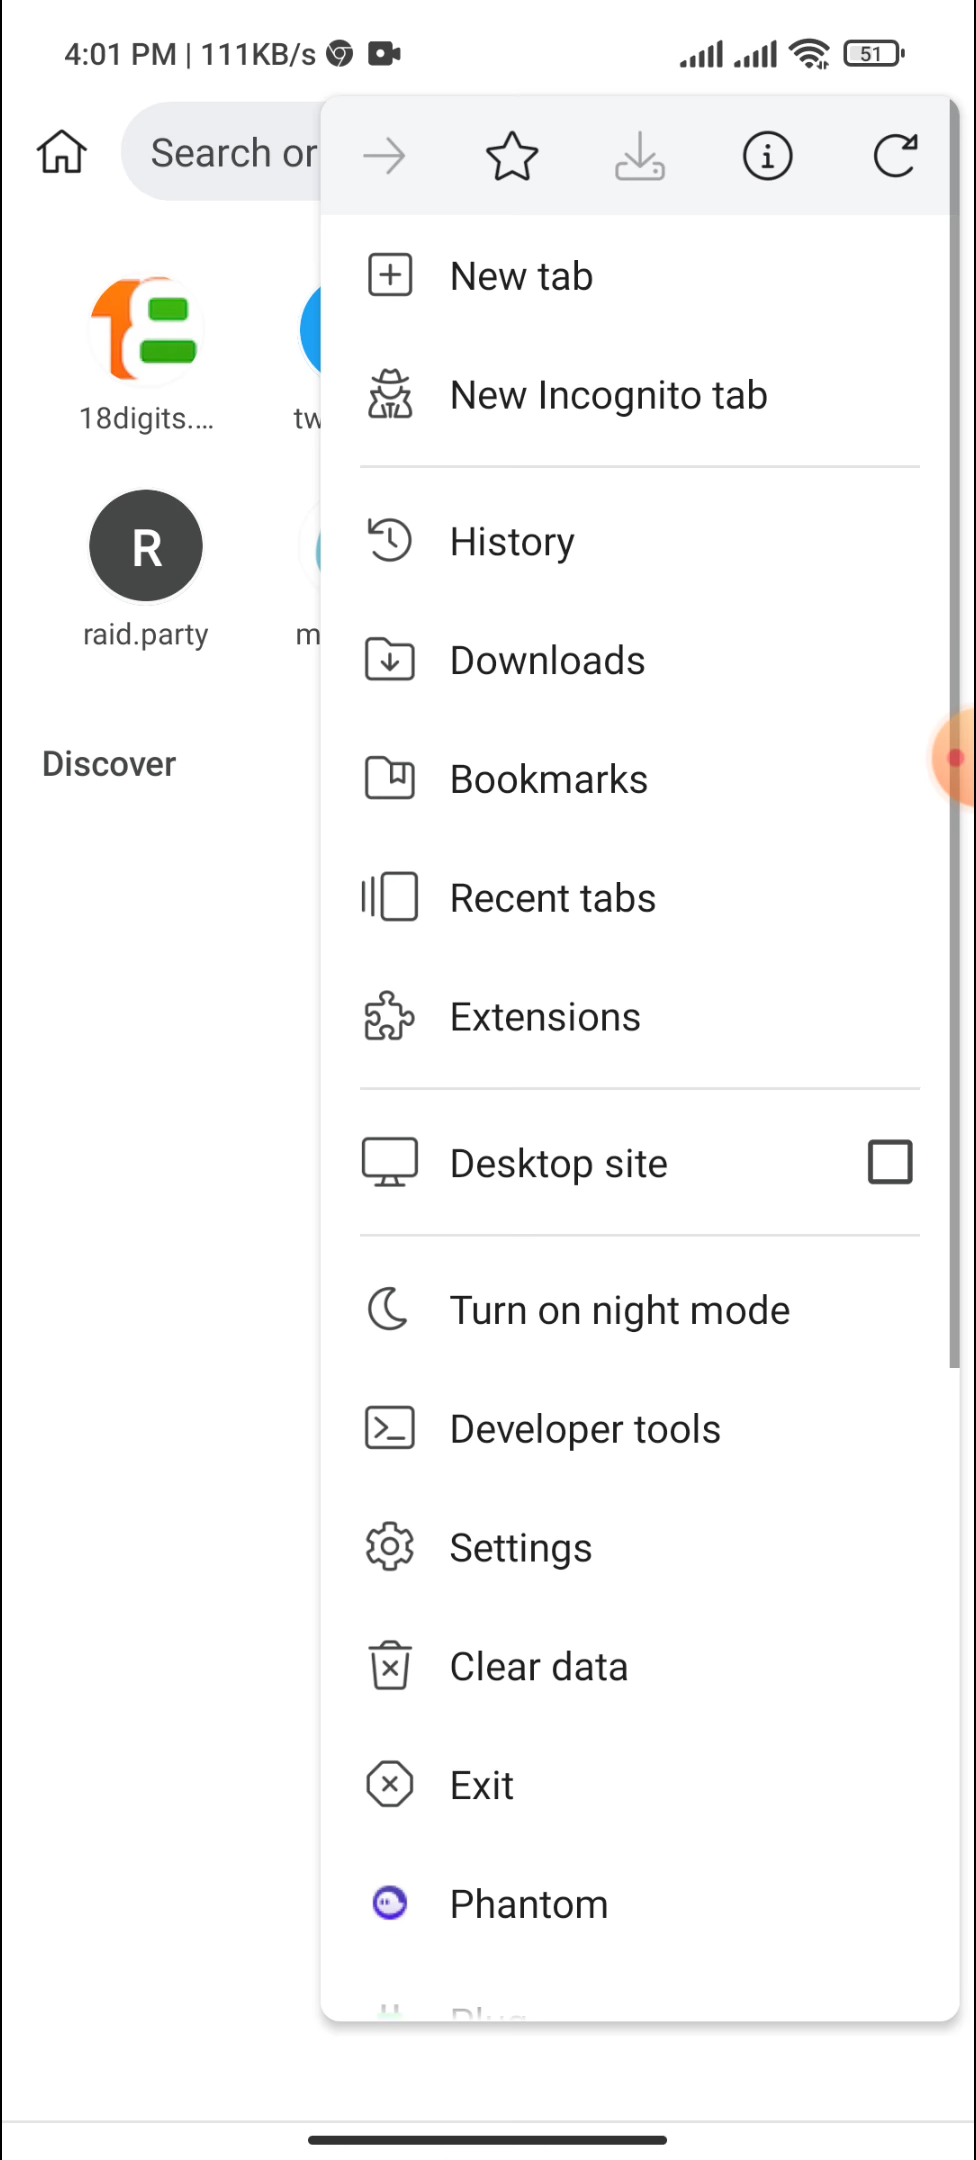 4:01 PM | 111KB/s
51
Search or
New tab
18digits....
tw
New Incognito tab
R
History
raid.party
m
Downloads
Discover
Bookmarks
Recent tabs
Extensions
Desktop site
Turn on night mode
Developer tools
Settings
Clear data
Exit
Phantom